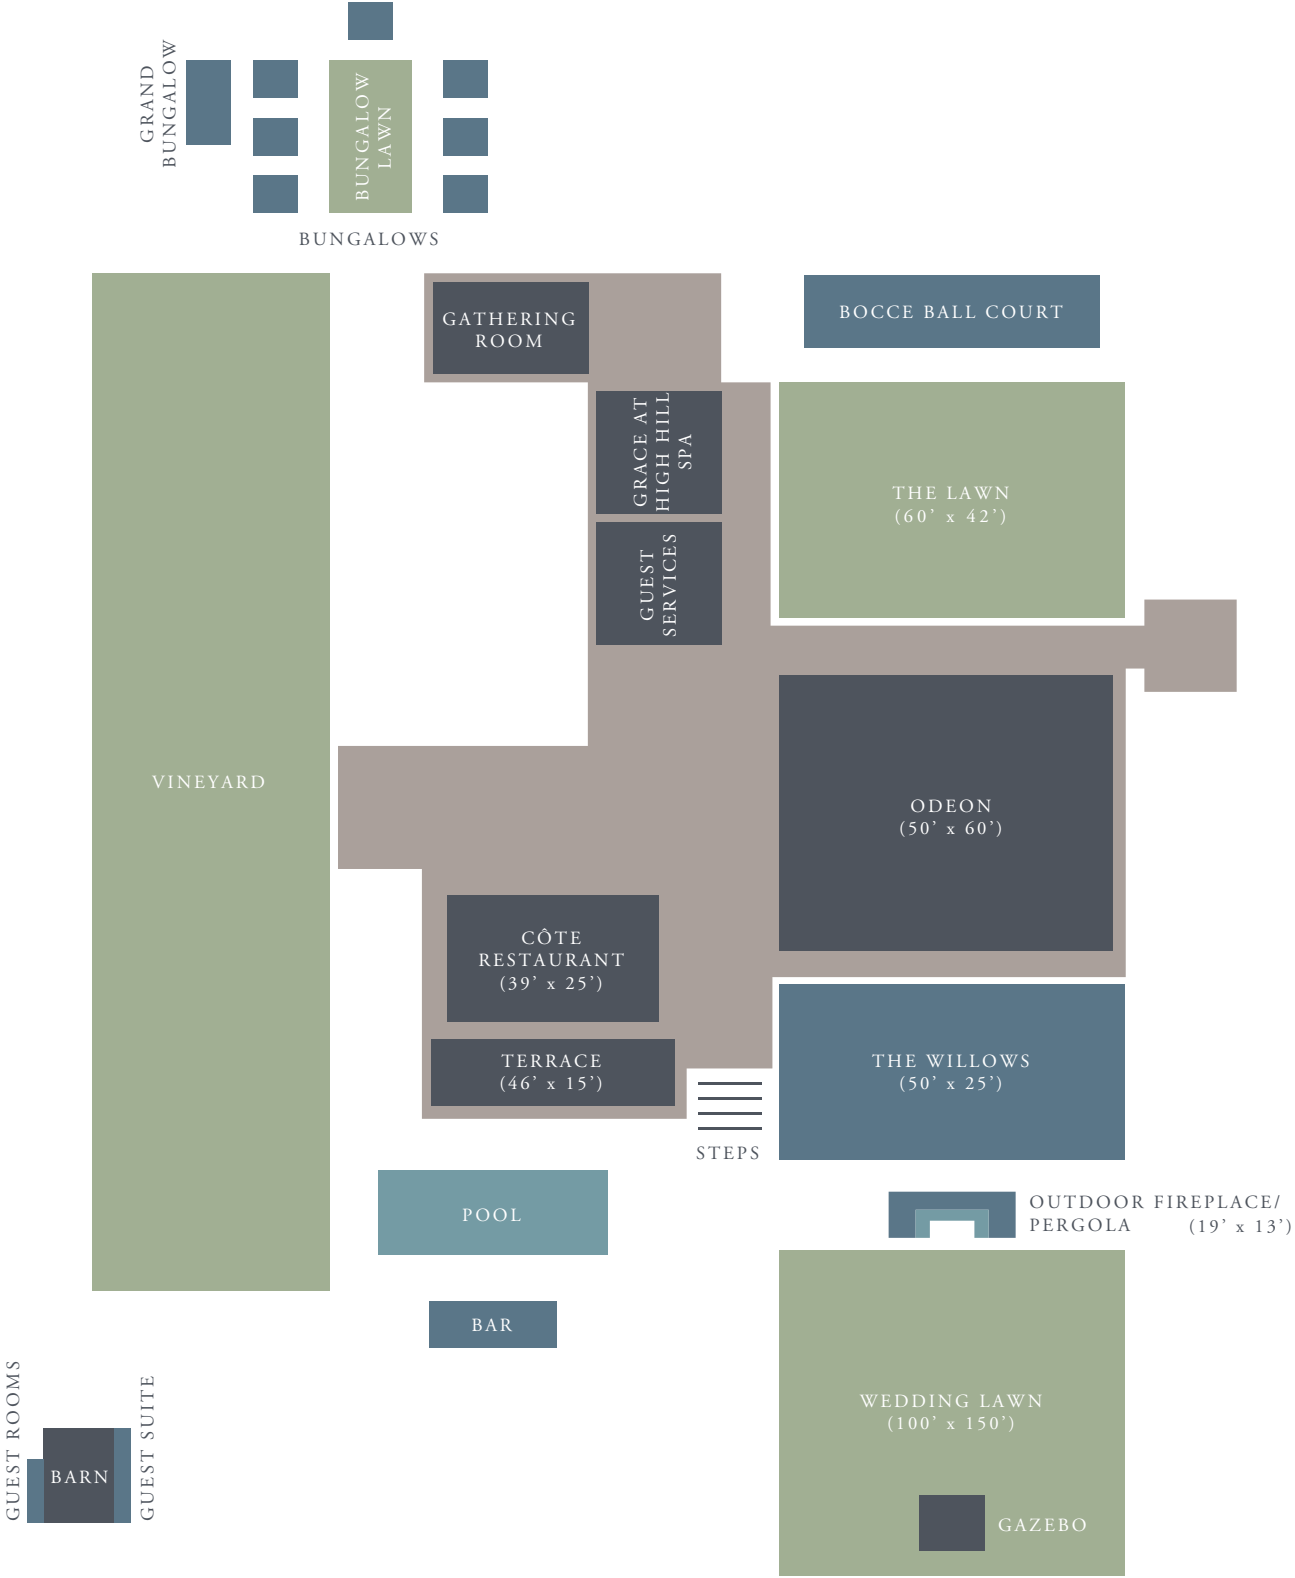 GRAND
BUNGALOW
BUNGALOW
LAWN
BUNGALOWS
GATHERING
ROOM
BOCCE BALL COURT
GRACE AT
HIGH HILL
SPA
THE LAWN
(60’ x 42’)
GUEST
SERVICES
VINEYARD
ODEON
(50’ x 60’)
CÔTE
RESTAURANT
(39’ x 25’)
TERRACE
(46’ x 15’)
THE WILLOWS
(50’ x 25’)
STEPS
POOL
OUTDOOR FIREPLACE/
PERGOLA (19’ x 13’)
BAR
WEDDING LAWN
(100’ x 150’)
GUEST ROOMS
BARN
GUEST SUITE
GAZEBO